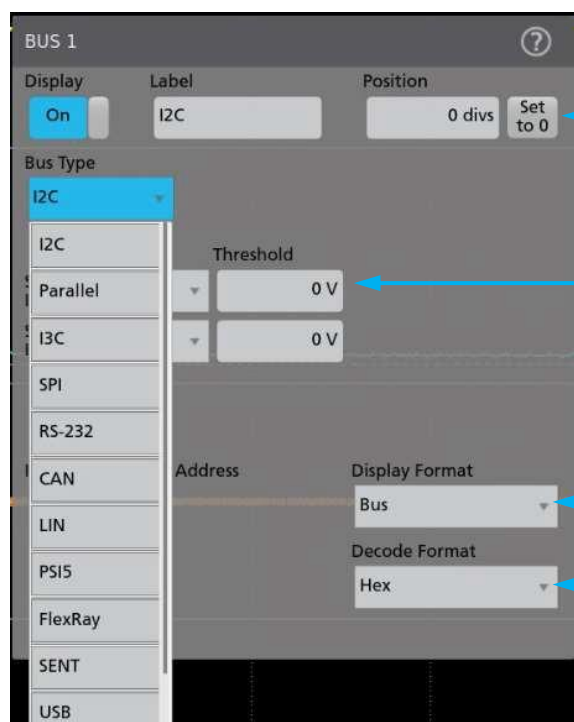 BUS 1
?
Display Label Position
On I2C 0 divs Set to 0
Bus Type
I2C
I2C
Threshold
Parallel 0 V
I3C 0 V
SPI
RS-232
CAN Address Display Format
Bus
LIN
Decode Format
PSI5 Hex
FlexRay
SENT
USB